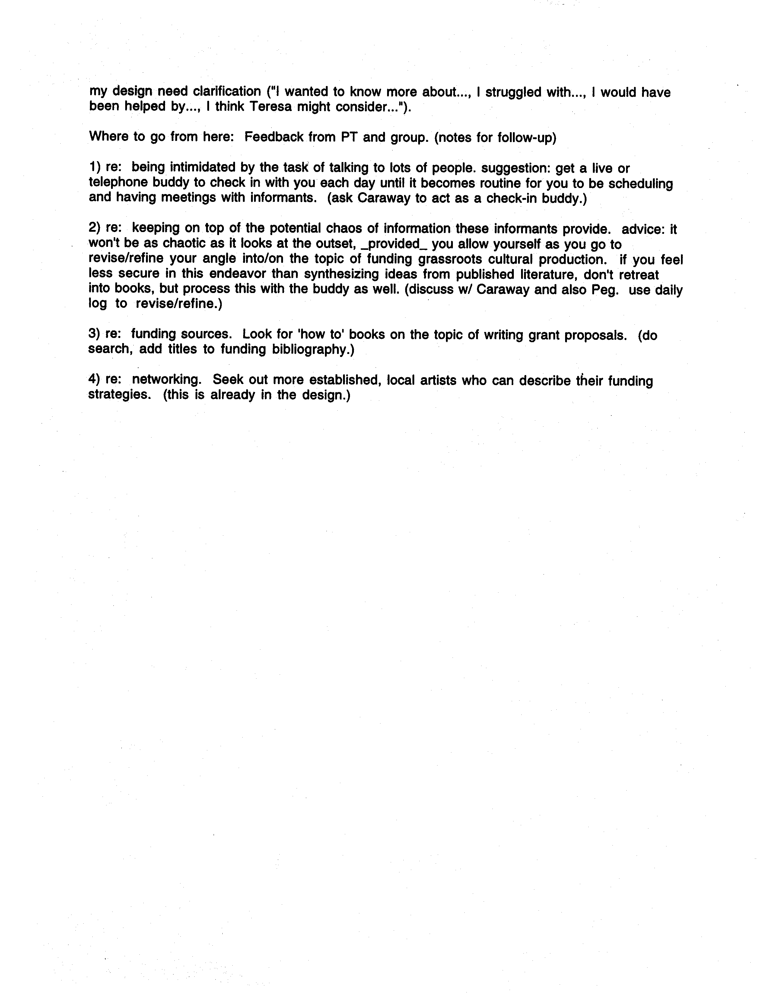 my design need clarification ("I wanted to know more about..., I struggled with..., I would have
been helped by..., I think Teresa might consider...").
Where to go from here:  Feedback from PT and group. (notes for follow-up)
1) re:  being intimidated by the task of talking to lots of people. suggestion: get a live or
telephone buddy to check in with you each day until it becomes routine for you to be scheduling
and having meetings with informants.  (ask Caraway to act as a check-in buddy.)
2) re:  keeping on top of the potential chaos of information these informants provide.  advice: it
won't be as chaotic as it looks at the outset, _provided_ you allow yourself as you go to
revise/refine your angle into/on the topic of funding grassroots cultural production.  if you feel
less secure in this endeavor than synthesizing ideas from published literature, don't retreat
into books, but process this with the buddy as well. (discuss w/ Caraway and also Peg.  use daily
log to revise/refine.)
3) re:  funding sources.  Look for 'how to' books on the topic of writing grant proposals.  (do
search, add titles to funding bibliography.)
4) re:  networking.  Seek out more established, local artists who can describe their funding
strategies.  (this is already in the design.)